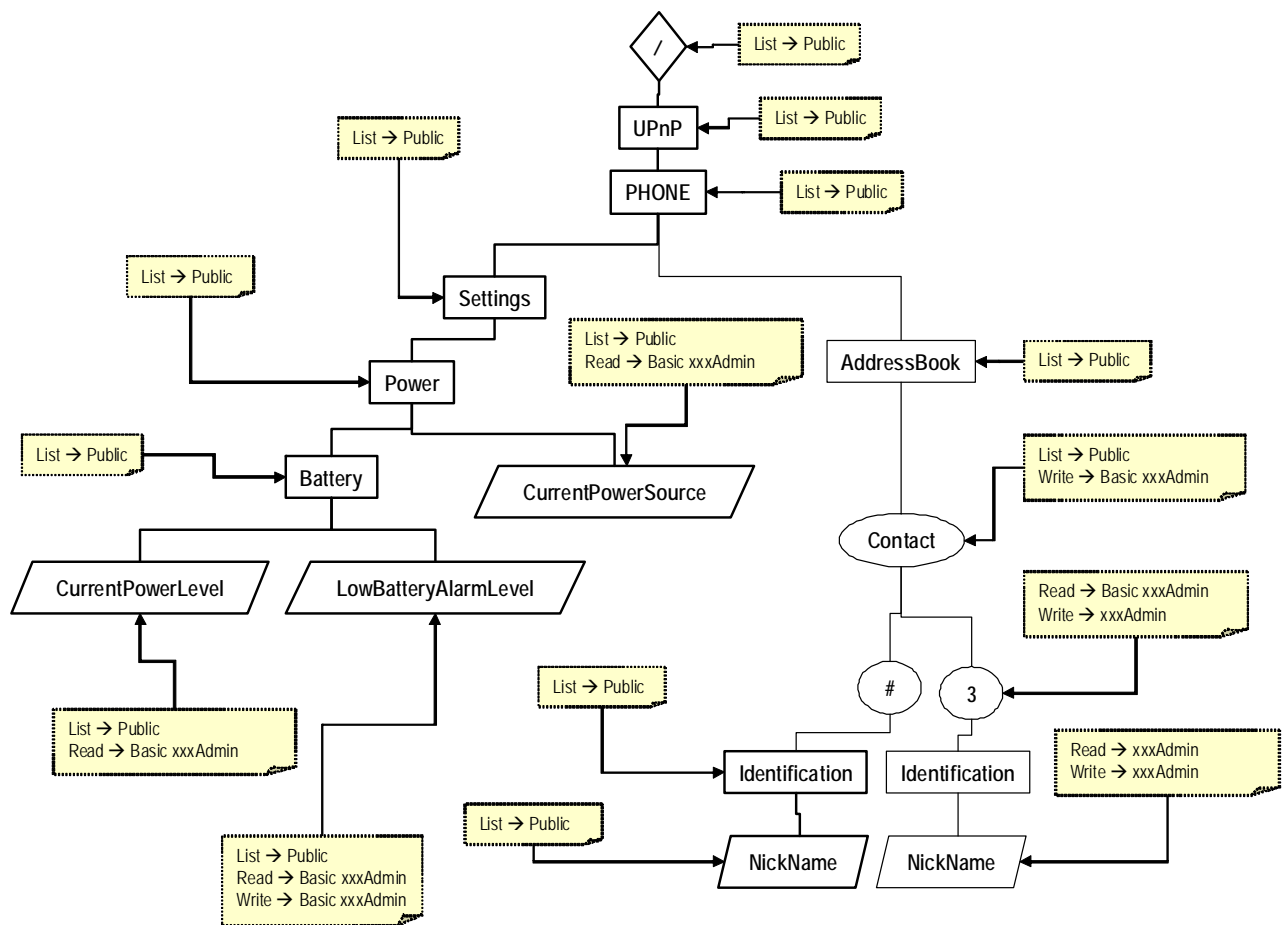 /
List → Public
UPnP
List → Public
List → Public
PHONE
List → Public
List → Public
Settings
List → Public
Read → Basic xxxAdmin
AddressBook
List → Public
Power
List → Public
Battery
CurrentPowerSource
List → Public
Write → Basic xxxAdmin
Contact
CurrentPowerLevel
LowBatteryAlarmLevel
Read → Basic xxxAdmin
Write → xxxAdmin
#
3
List → Public
List → Public
Read → Basic xxxAdmin
Identification
Identification
Read → xxxAdmin
Write → xxxAdmin
List → Public
NickName
NickName
List → Public
Read → Basic xxxAdmin
Write → Basic xxxAdmin